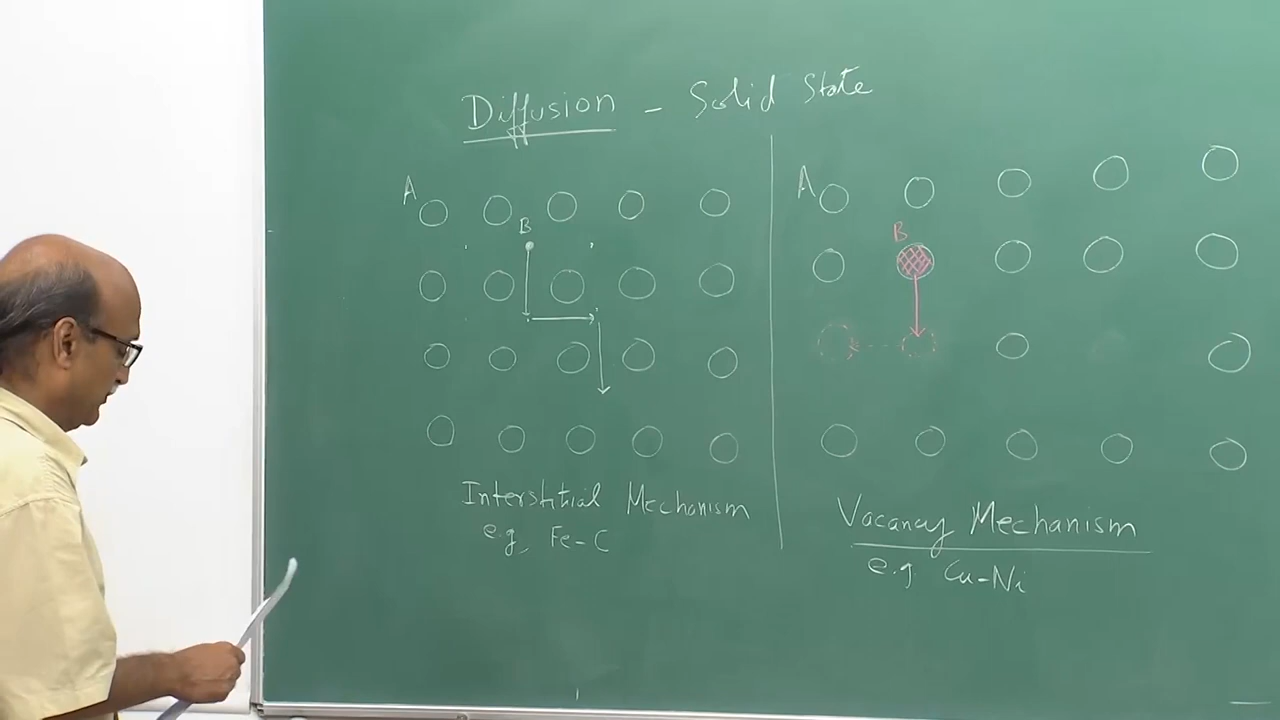 Diffusion - Solid State
A
B
Interstitial Mechanism
e.g, Fe-C
A
B
Vacancy Mechanism
e.g. Cu-Ni